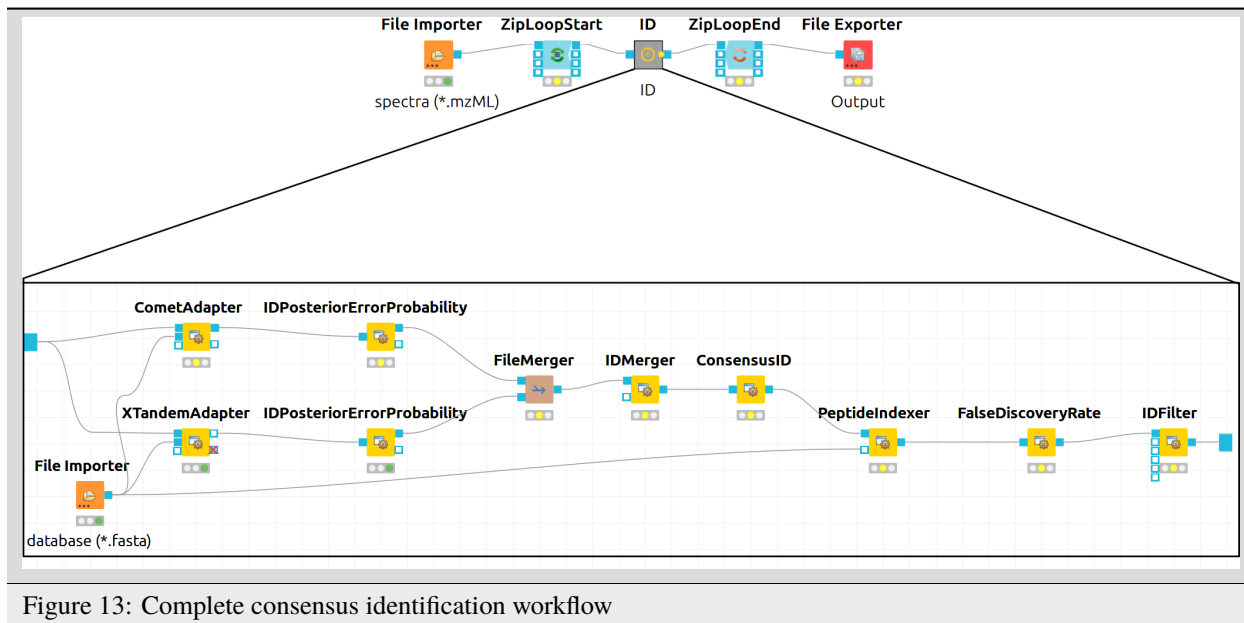 File Importer ZipLoopStart ID ZipLoopEnd File Exporter
spectra (*.mzML) ID Output
CometAdapter IDPosteriorErrorProbability
FileMerger IDMerger ConsensusID
XTandemAdapter IDPosteriorErrorProbability PeptideIndexer FalseDiscoveryRate IDFilter
File Importer
database (*.fasta)
Figure 13: Complete consensus identification workflow